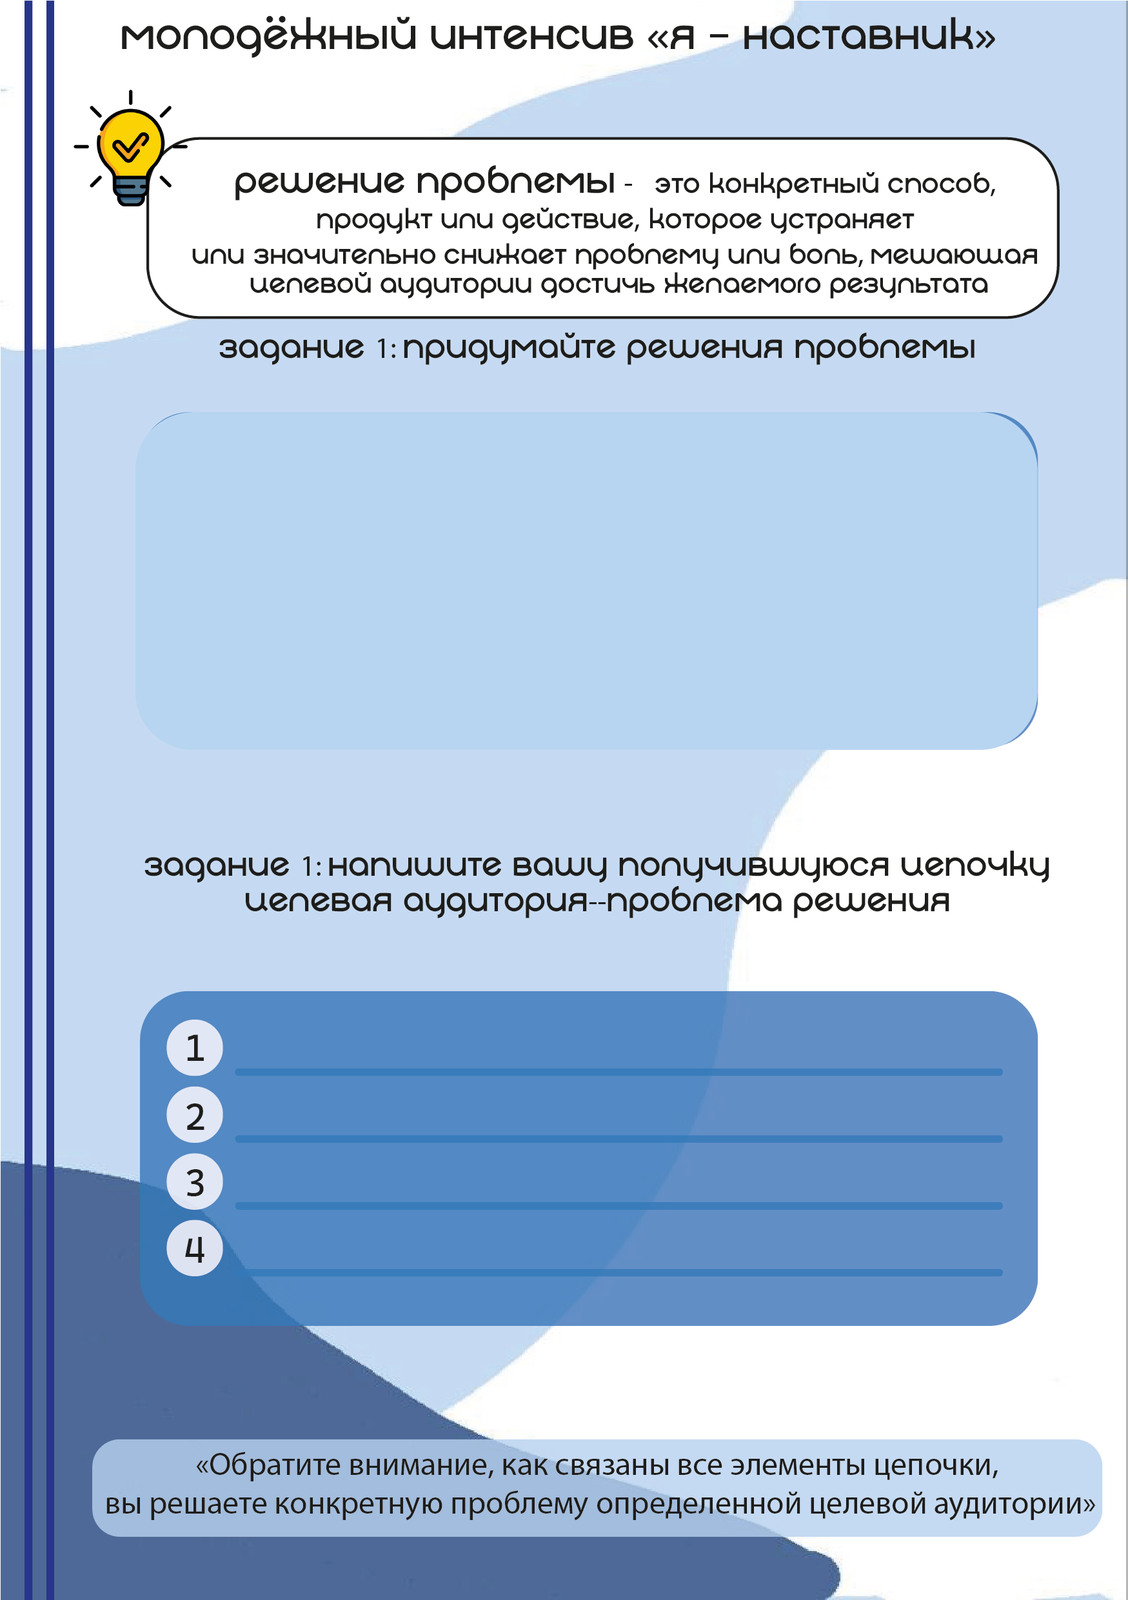 молодёжный интенсив «я – наставник»
решение проблемы - это конкретный способ,
продукт или действие, которое устраняет
или значительно снижает проблему или боль, мешающая
целевой аудитории достичь желаемого результата
задание 1: придумайте решения проблемы
задание 1: напишите вашу получившуюся цепочку
целевая аудитория--проблема решения
1
2
3
4
«Обратите внимание, как связаны все элементы цепочки,
вы решаете конкретную проблему определенной целевой аудитории»